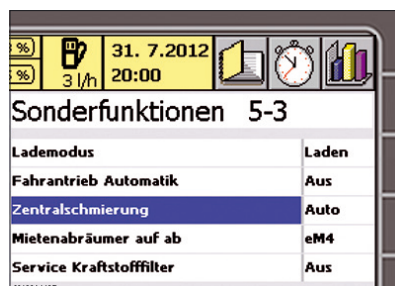 %)
%)
3 l/h
31. 7.2012
20:00
Sonderfunktionen 5-3
Lademodus Laden
Fahrantrieb Automatik Aus
Zentralschmierung Auto
Mietenabräumer auf ab eM4
Service Kraftstofffilter Aus